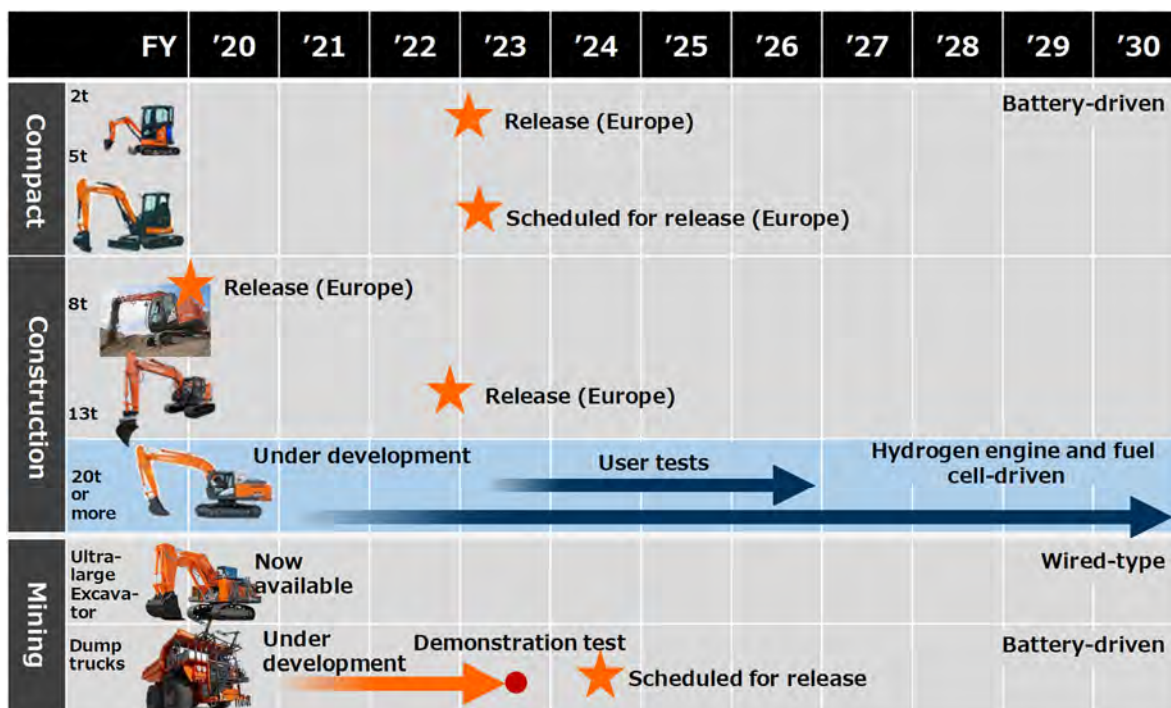 FY ’20 ’21 ’22 ’23 ’24 ’25 ’26 ’27 ’28 ’29 ’30
Compact
2t
Release (Europe)
Battery-driven
5t
Scheduled for release (Europe)
Construction
8t
Release (Europe)
13t
Release (Europe)
20t or
more
Under development
User tests
Hydrogen engine and fuel
cell-driven
Mining
Ultra-
large
Excava-
tor
Now
available
Wired-type
Dump
trucks
Under
development
Demonstration test
Scheduled for release
Battery-driven